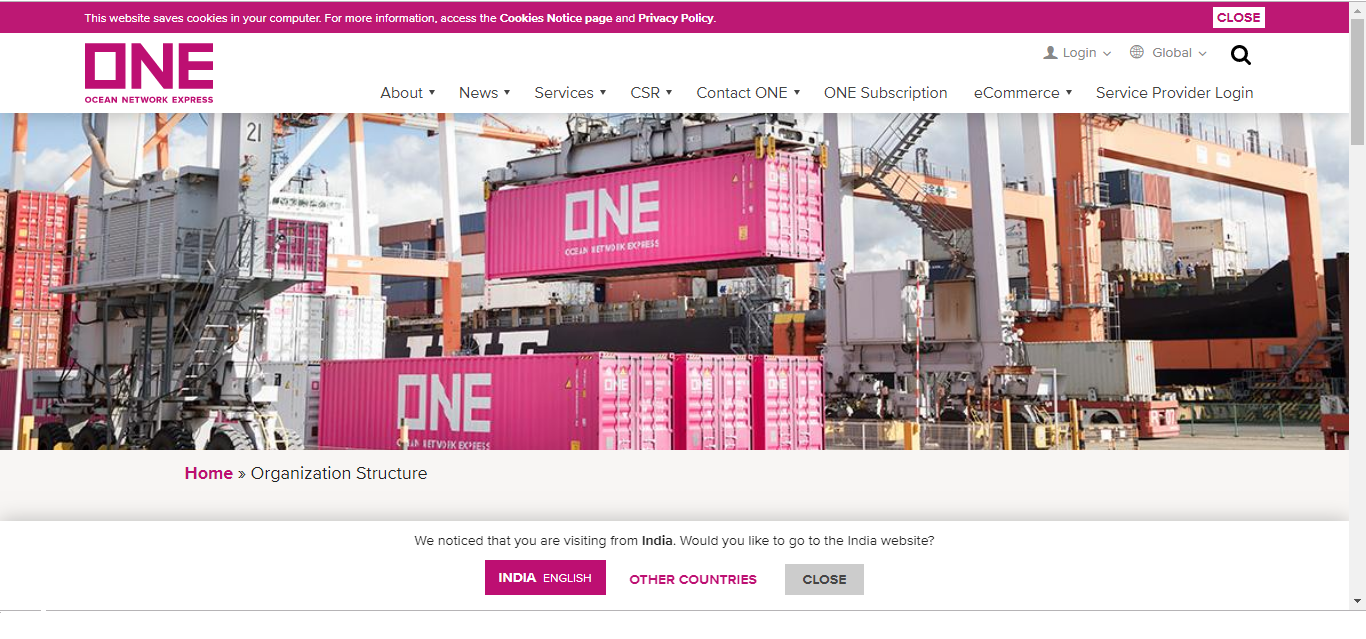 This website saves cookies in your computer. For more information, access the Cookies Notice page and Privacy Policy.
CLOSE
ONE
OCEAN NETWORK EXPRESS
Login
Global
About
News
Services
CSR
Contact ONE
ONE Subscription
eCommerce
Service Provider Login
21
ONE
OCEAN NETWORK EXPRESS
ONE
OCEAN NETWORK EXPRESS
ONE
ONE
ONE
Home » Organization Structure
We noticed that you are visiting from India. Would you like to go to the India website?
INDIA ENGLISH
OTHER COUNTRIES
CLOSE